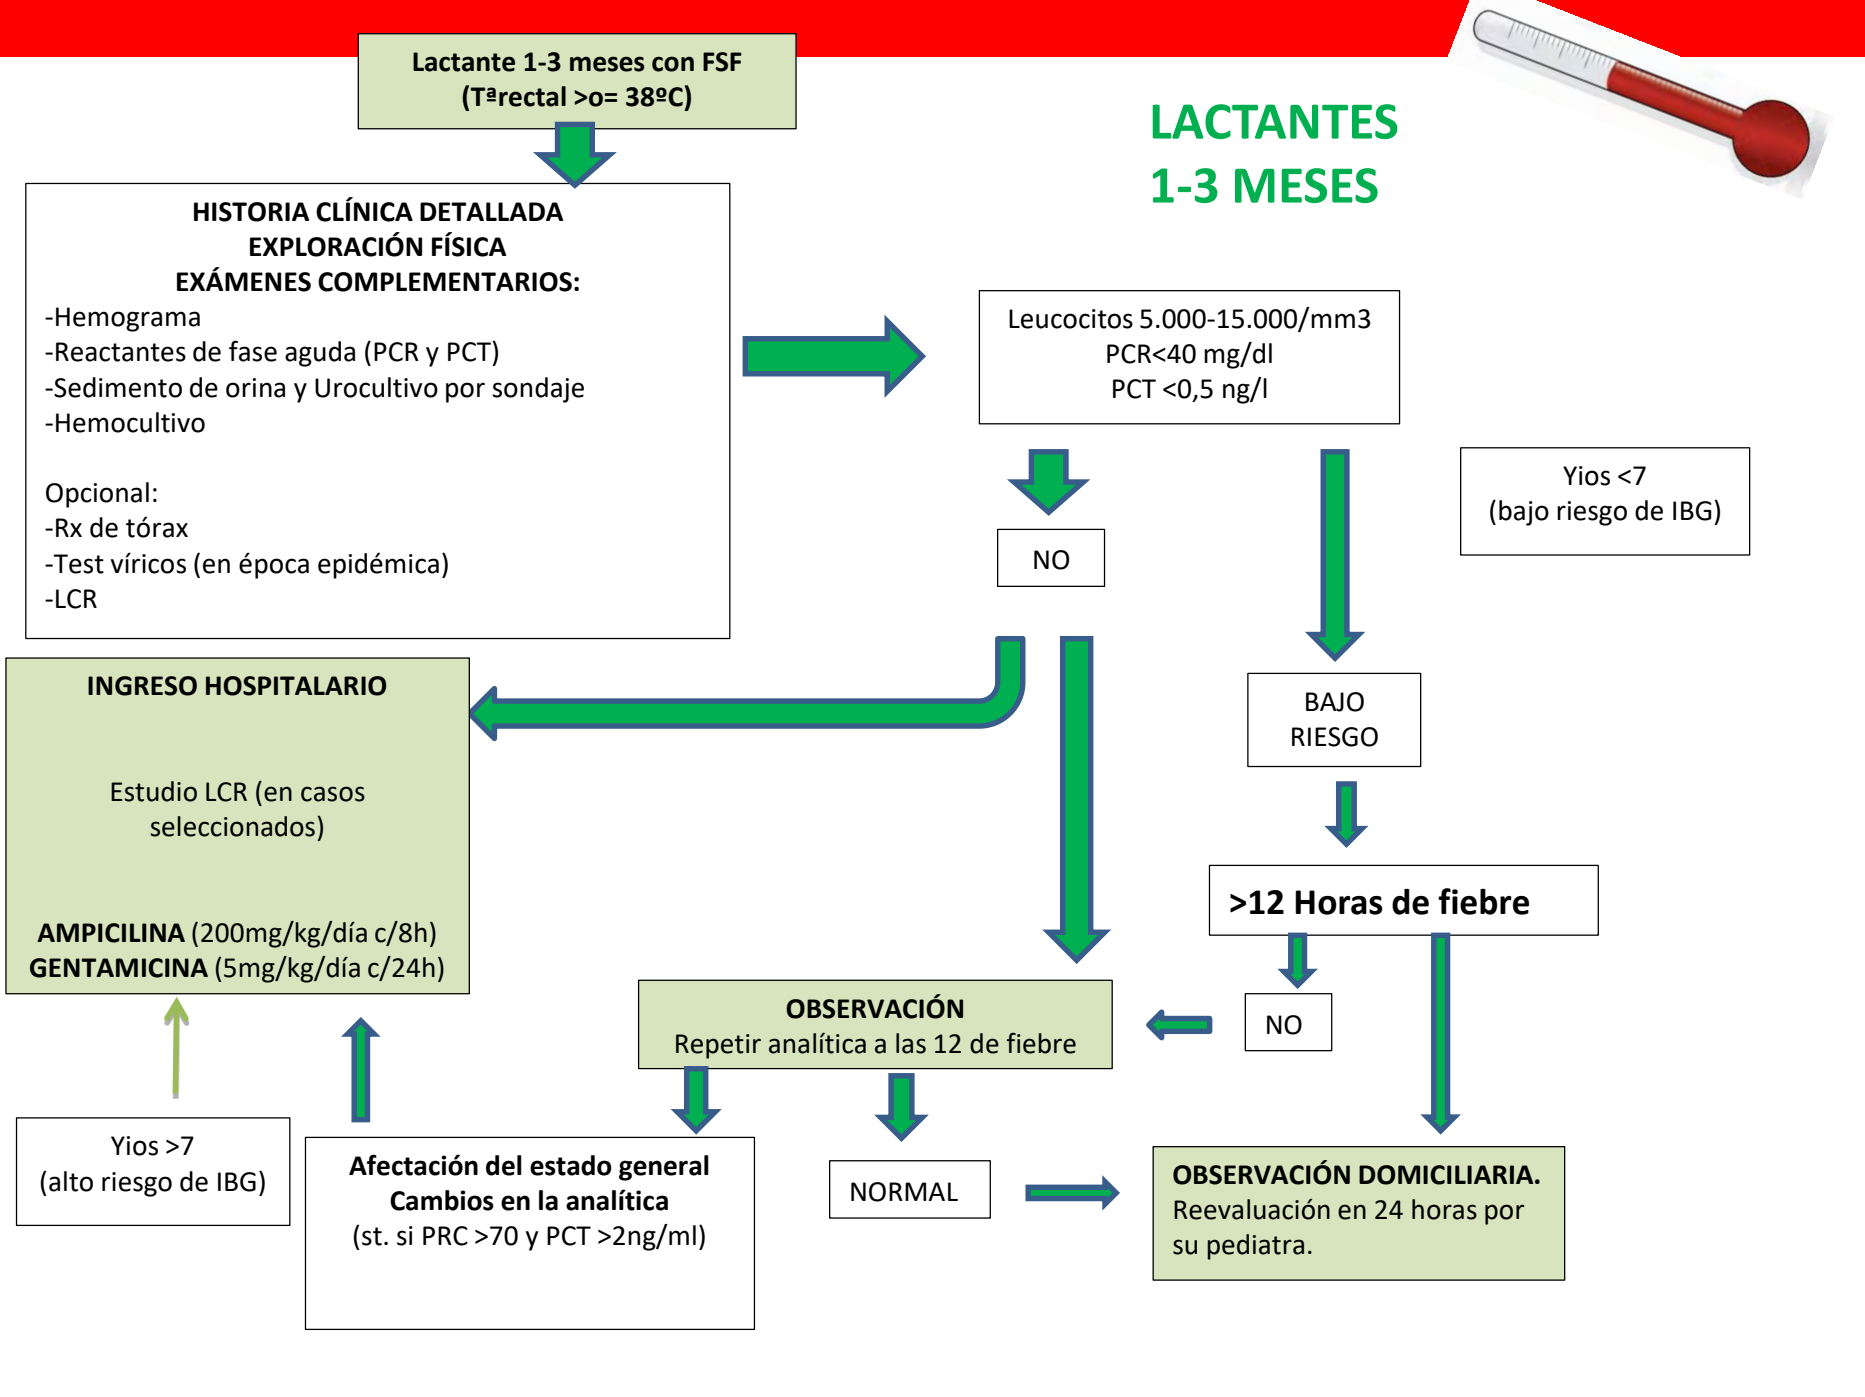 Lactante 1-3 meses con FSF
(Tªrectal >o= 38ºC)
LACTANTES
1-3 MESES
HISTORIA CLÍNICA DETALLADA
EXPLORACIÓN FÍSICA
EXÁMENES COMPLEMENTARIOS:
-Hemograma
-Reactantes de fase aguda (PCR y PCT)
-Sedimento de orina y Urocultivo por sondaje
-Hemocultivo
Opcional:
-Rx de tórax
-Test víricos (en época epidémica)
-LCR
Leucocitos 5.000-15.000/mm3
PCR<40 mg/dl
PCT <0,5 ng/l
Yios <7
(bajo riesgo de IBG)
NO
INGRESO HOSPITALARIO
Estudio LCR (en casos
seleccionados)
AMPICILINA (200mg/kg/día c/8h)
GENTAMICINA (5mg/kg/día c/24h)
BAJO
RIESGO
>12 Horas de fiebre
NO
OBSERVACIÓN
Repetir analítica a las 12 de fiebre
Yios >7
(alto riesgo de IBG)
Afectación del estado general
Cambios en la analítica
(st. si PRC >70 y PCT >2ng/ml)
NORMAL
OBSERVACIÓN DOMICILIARIA.
Reevaluación en 24 horas por
su pediatra.